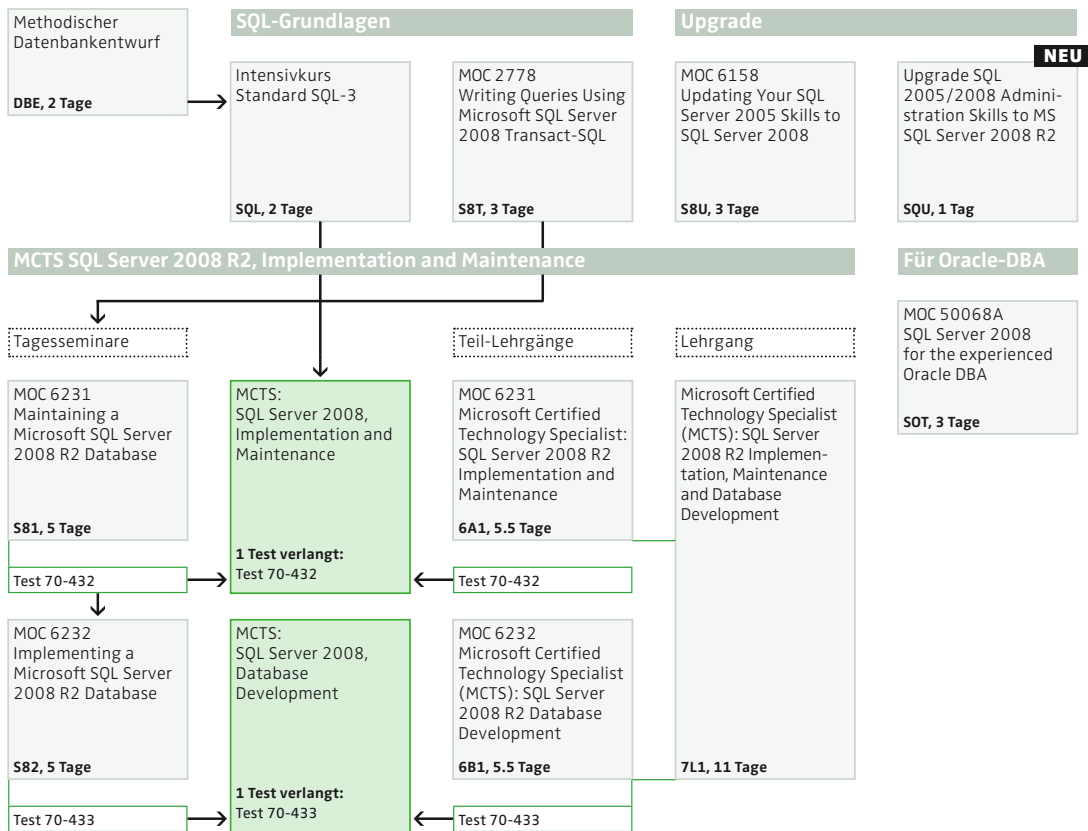 Methodischer
Datenbankentwurf
DBE, 2 Tage
SQL-Grundlagen
Intensivkurs
Standard SQL-3
SQL, 2 Tage
MOC 2778
Writing Queries Using
Microsoft SQL Server
2008 Transact-SQL
S8T, 3 Tage
Upgrade
MOC 6158
Updating Your SQL
Server 2005 Skills to
SQL Server 2008
S8U, 3 Tage
NEU
Upgrade SQL
2005/2008 Admini-
stration Skills to MS
SQL Server 2008 R2
SQU, 1 Tag
MCTS SQL Server 2008 R2, Implementation and Maintenance
Für Oracle-DBA
MOC 50068A
SQL Server 2008
for the experienced
Oracle DBA
SOT, 3 Tage
Tagesseminare
Teil-Lehrgänge
Lehrgang
MOC 6231
Maintaining a
Microsoft SQL Server
2008 R2 Database
S81, 5 Tage
Test 70-432
MCTS:
SQL Server 2008,
Implementation and
Maintenance
1 Test verlangt:
Test 70-432
MOC 6231
Microsoft Certified
Technology Specialist:
SQL Server 2008 R2
Implementation and
Maintenance
6A1, 5.5 Tage
Test 70-432
Microsoft Certified
Technology Specialist
(MCTS): SQL Server
2008 R2 Implemen-
tation, Maintenance
and Database
Development
7L1, 11 Tage
MOC 6232
Implementing a
Microsoft SQL Server
2008 R2 Database
S82, 5 Tage
Test 70-433
MCTS:
SQL Server 2008,
Database
Development
1 Test verlangt:
Test 70-433
MOC 6232
Microsoft Certified
Technology Specialist
(MCTS): SQL Server
2008 R2 Database
Development
6B1, 5.5 Tage
Test 70-433